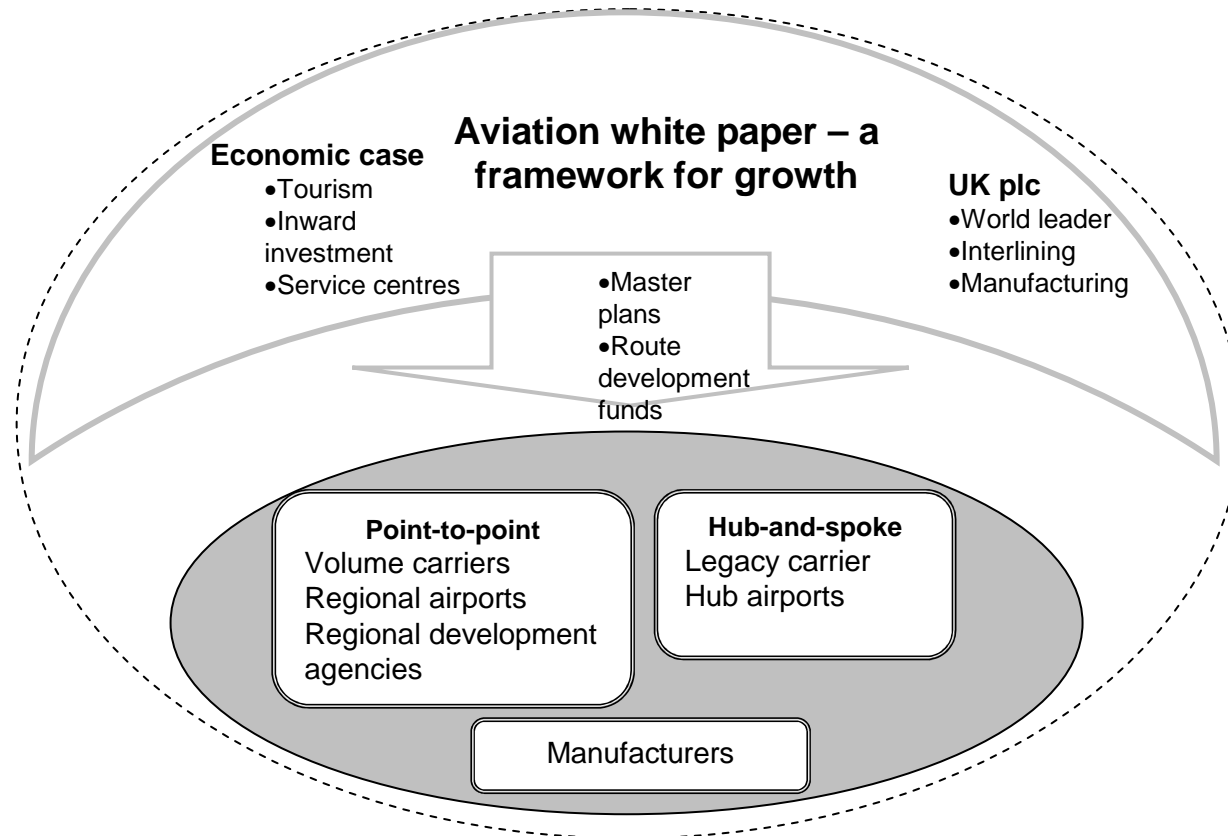 Aviation white paper – a
framework for growth
Economic case
•Tourism
•Inward
investment
•Service centres
UK plc
•World leader
•Interlining
•Manufacturing
•Master
plans
•Route
development
funds
Point-to-point
Volume carriers
Regional airports
Regional development
agencies
Hub-and-spoke
Legacy carrier
Hub airports
Manufacturers